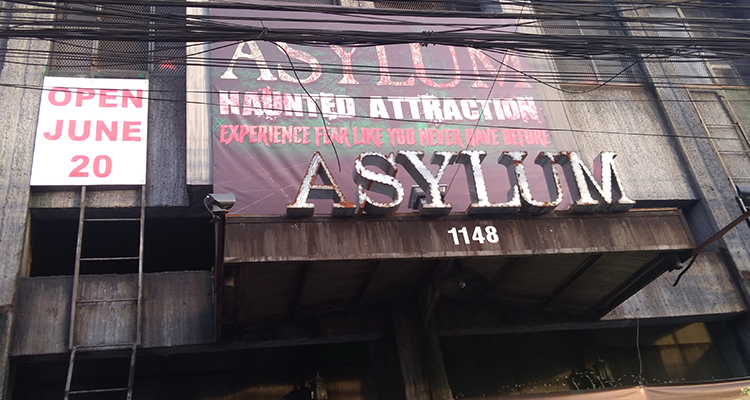 OPEN
JUNE
20
ASYLUM
HAUNTED ATTRACTION
EXPERIENCE FEAR LIKE YOU NEVER HAVE BEFORE
ASYLUM
1148